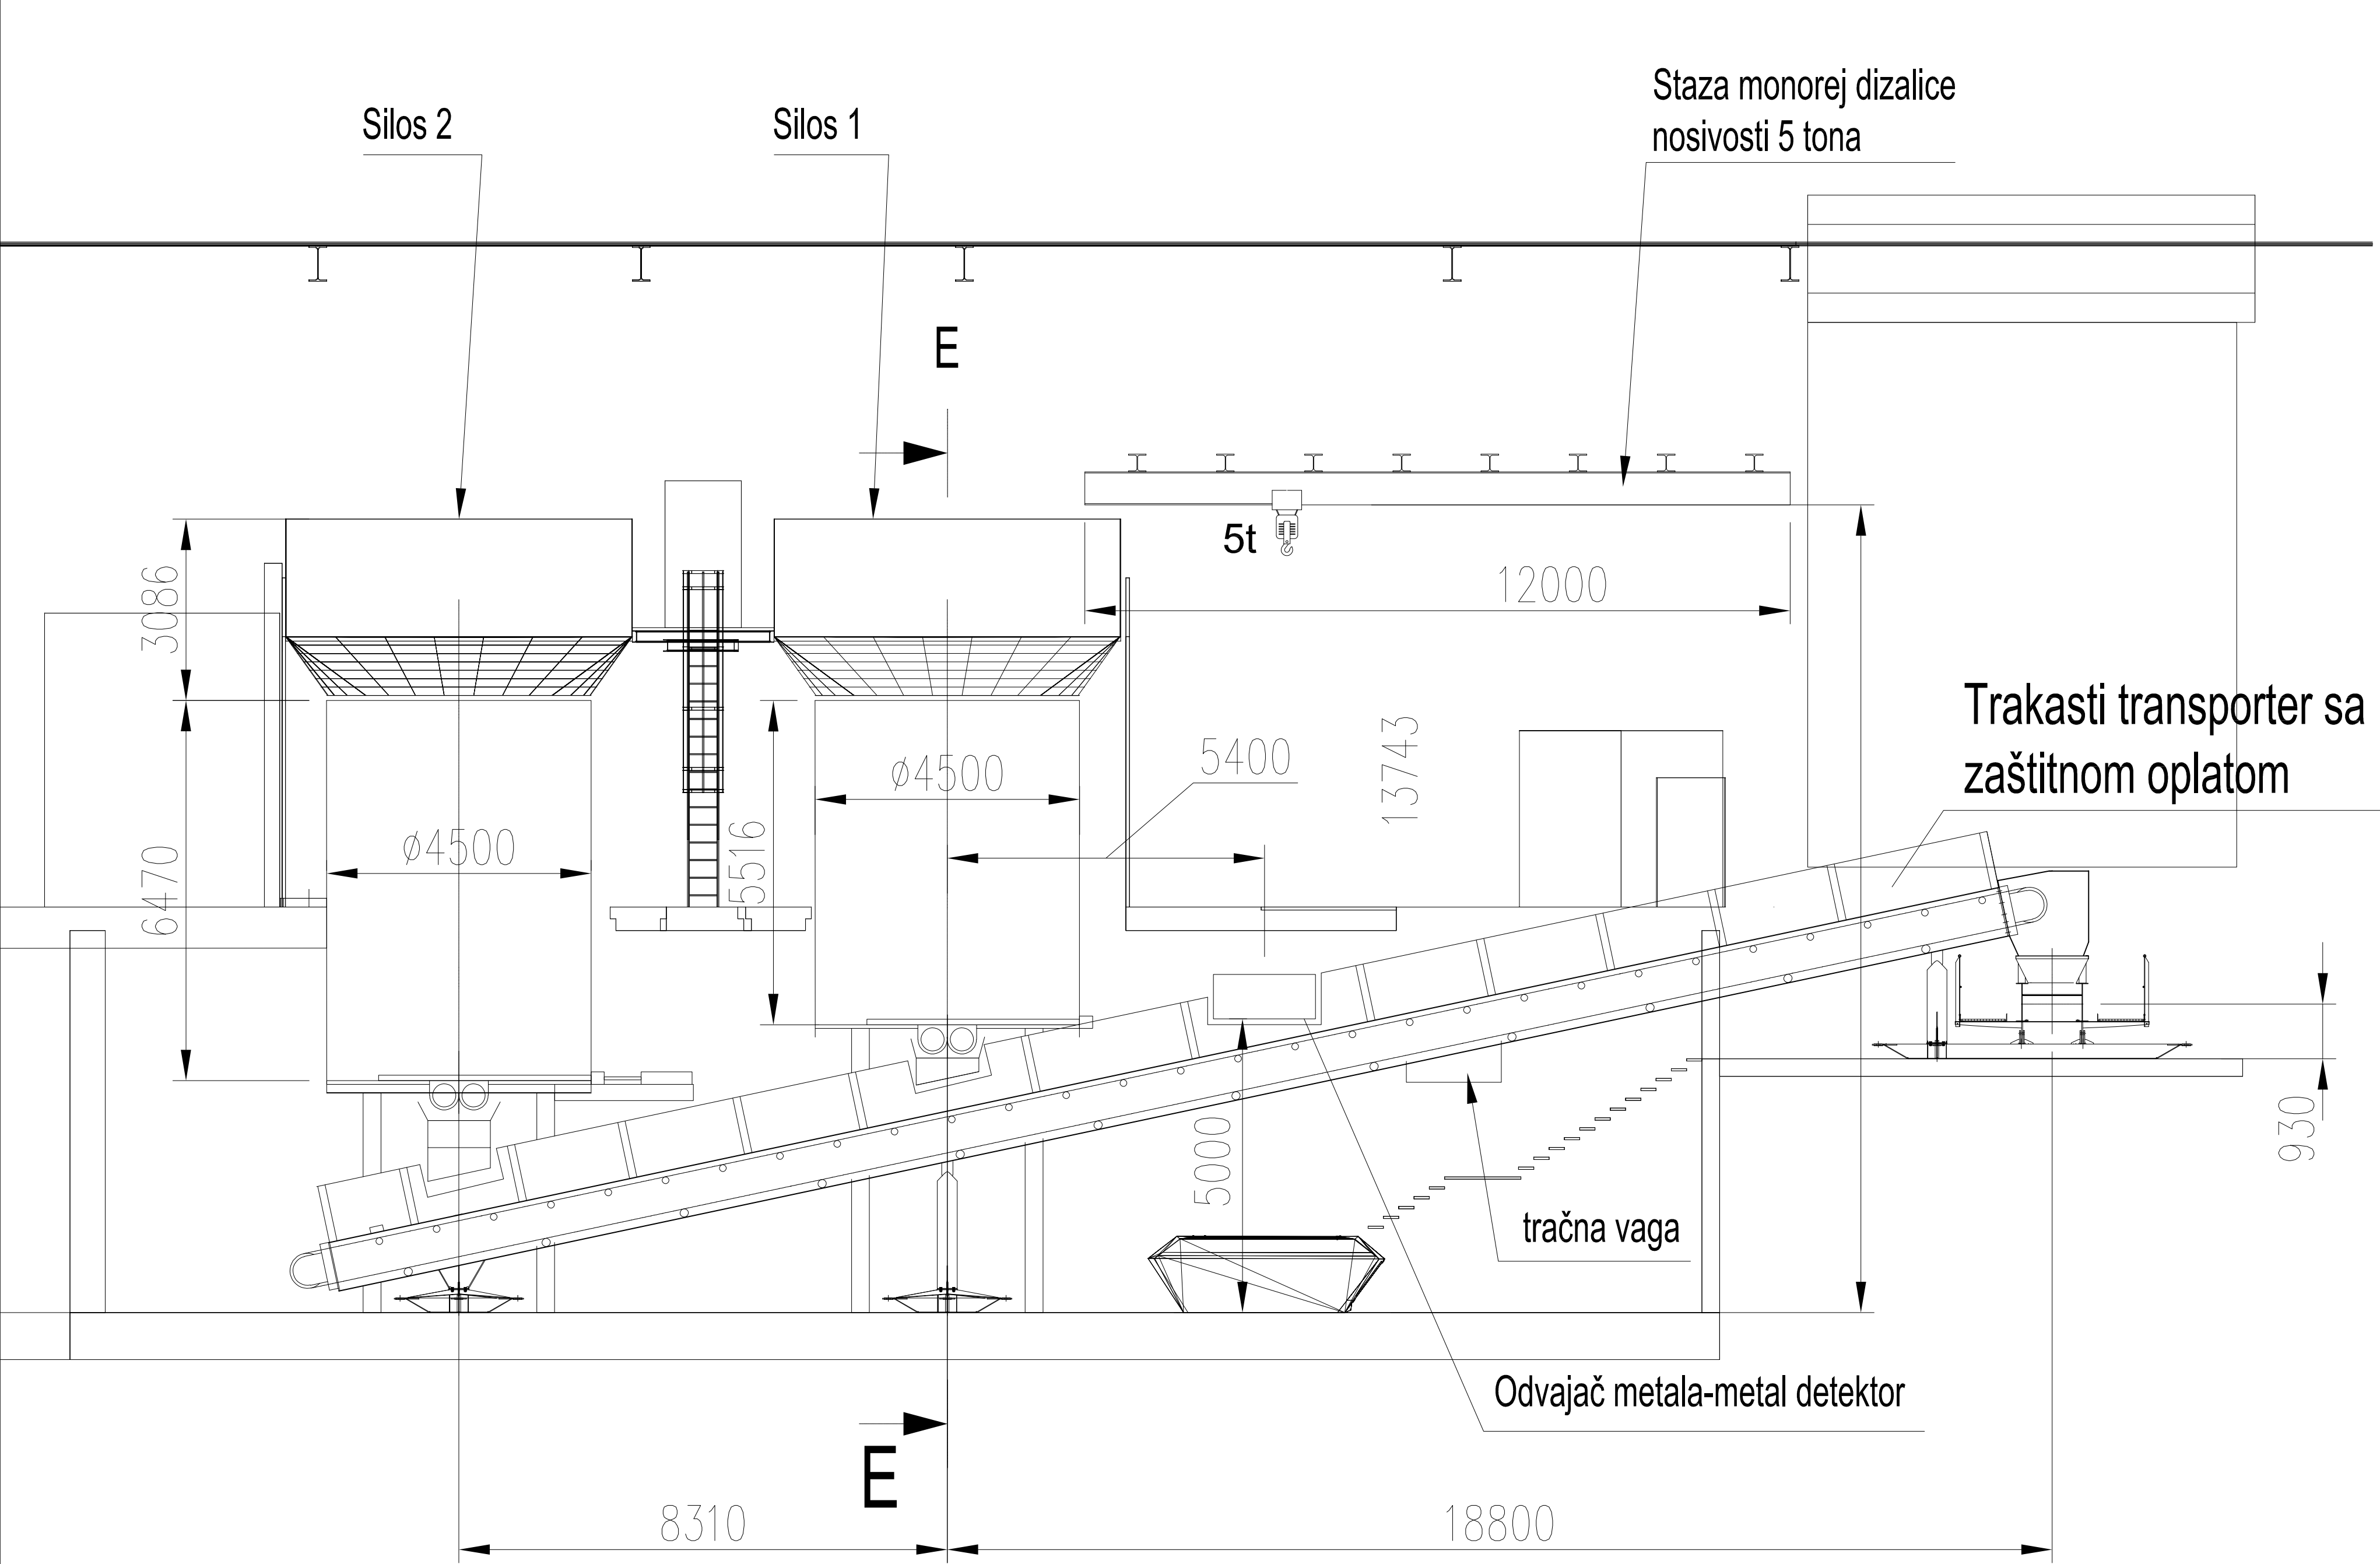 Staza monorej dizalice
nosivosti 5 tona
Silos 2
Silos 1
E
5t
12000
3086
Trakasti transporter sa
zaštitnom oplatom
13743
5400
ø4500
ø4500
5516
6470
930
5000
tračna vaga
Odvajač metala-metal detektor
E
8310
18800